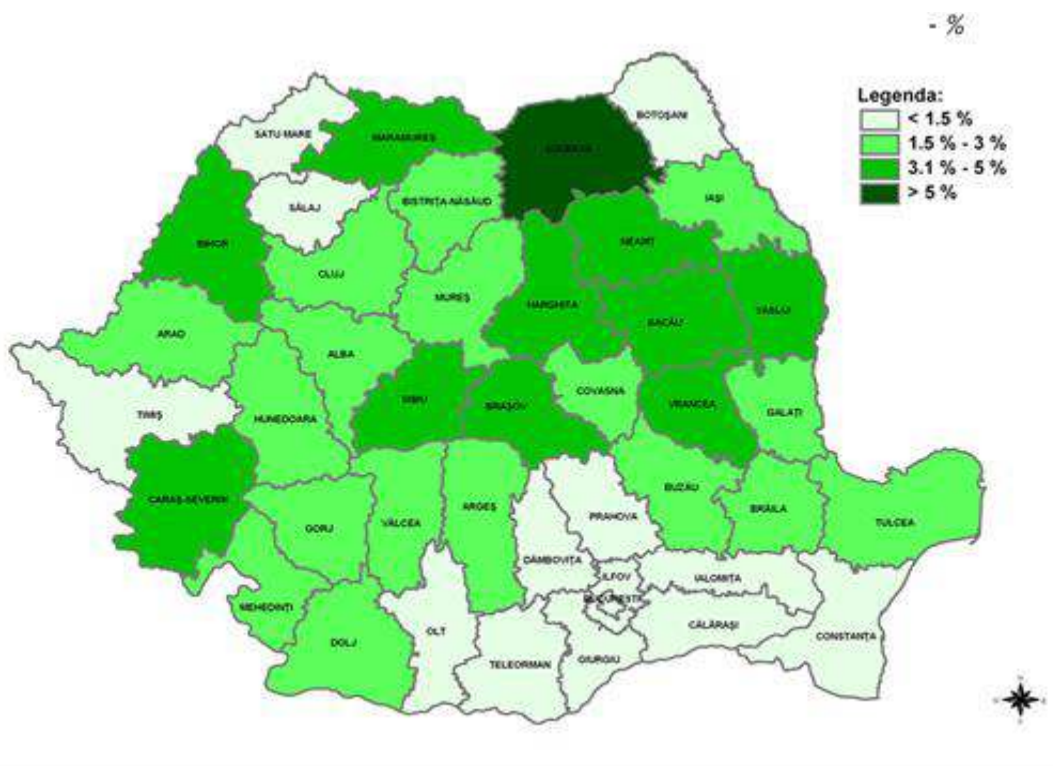 - %
Legenda:
< 1.5 %
1.5 % - 3 %
3.1 % - 5 %
> 5 %
BOTOȘANI
SATU-MARE
MARAMUREȘ
SUCEAVA
IAȘI
SĂLAJ
BISTRIȚA-NĂSĂUD
BIHOR
NEAMȚ
CLUJ
MUREȘ
HARGHITA
BACĂU
VASLUI
ARAD
ALBA
COVASNA
SIBIU
BRAȘOV
VRANCEA
GALAȚI
TIMIȘ
HUNEDOARA
CARAȘ-SEVERIN
BUZĂU
BRĂILA
TULCEA
GORJ
VÂLCEA
ARGEȘ
PRAHOVA
DÂMBOVIȚA
ILFOV
IALOMIȚA
BUCUREȘTI
MEHEDINȚI
CĂLĂRAȘI
CONSTANȚA
DOLJ
OLT
TELEORMAN
GIURGIU